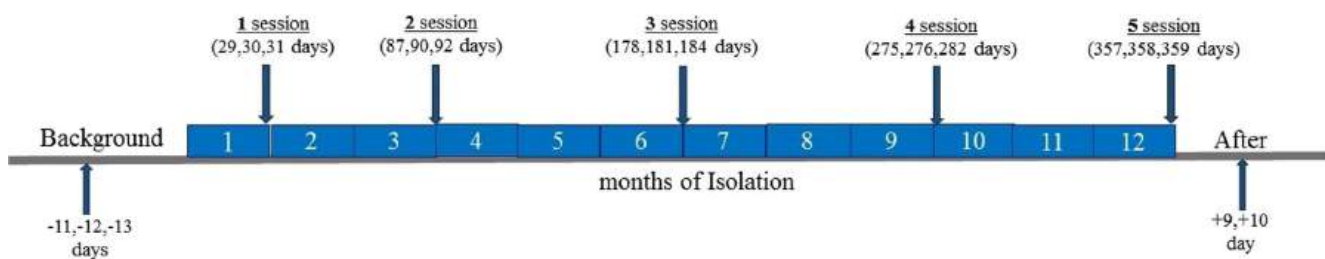 1 session
(29,30,31 days)
2 session
(87,90,92 days)
3 session
(178,181,184 days)
4 session
(275,276,282 days)
5 session
(357,358,359 days)
Background
1 2 3 4 5 6 7 8 9 10 11 12
After
months of Isolation
-11,-12,-13
days
+9,+10
day